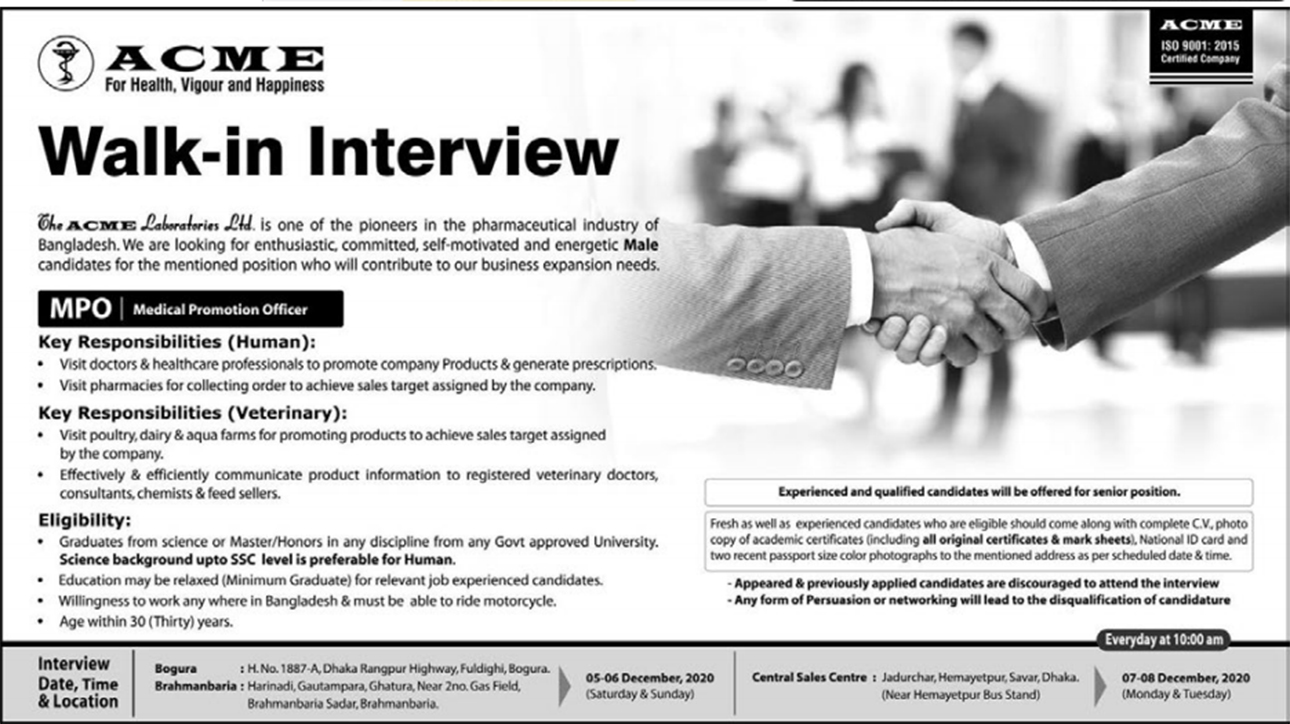 ACME
For Health, Vigour and Happiness
ACME
ISO 9001: 2015
Certified Company
Walk-in Interview
The ACME Laboratories Ltd. is one of the pioneers in the pharmaceutical industry of
Bangladesh. We are looking for enthusiastic, committed, self-motivated and energetic Male
candidates for the mentioned position who will contribute to our business expansion needs.
MPO | Medical Promotion Officer
Key Responsibilities (Human):
• Visit doctors & healthcare professionals to promote company Products & generate prescriptions.
• Visit pharmacies for collecting order to achieve sales target assigned by the company.
Key Responsibilities (Veterinary):
• Visit poultry, dairy & aqua farms for promoting products to achieve sales target assigned
by the company.
• Effectively & efficiently communicate product information to registered veterinary doctors,
consultants, chemists & feed sellers.
Eligibility:
• Graduates from science or Master/Honors in any discipline from any Govt approved University.
Science background upto SSC level is preferable for Human.
• Education may be relaxed (Minimum Graduate) for relevant job experienced candidates.
• Willingness to work any where in Bangladesh & must be able to ride motorcycle.
• Age within 30 (Thirty) years.
Experienced and qualified candidates will be offered for senior position.
Fresh as well as experienced candidates who are eligible should come along with complete C.V., photo
copy of academic certificates (including all original certificates & mark sheets), National ID card and
two recent passport size color photographs to the mentioned address as per scheduled date & time.
- Appeared & previously applied candidates are discouraged to attend the interview
- Any form of Persuasion or networking will lead to the disqualification of candidature
Everyday at 10:00 am
Interview
Date, Time
& Location
Bogura : H. No. 1887-A, Dhaka Rangpur Highway, Fuldighi, Bogura.
Brahmanbaria : Harinadi, Gautampara, Ghatura, Near 2no. Gas Field,
Brahmanbaria Sadar, Brahmanbaria.
05-06 December, 2020
(Saturday & Sunday)
Central Sales Centre : Jadurchar, Hemayetpur, Savar, Dhaka.
(Near Hemayetpur Bus Stand)
07-08 December, 2020
(Monday & Tuesday)